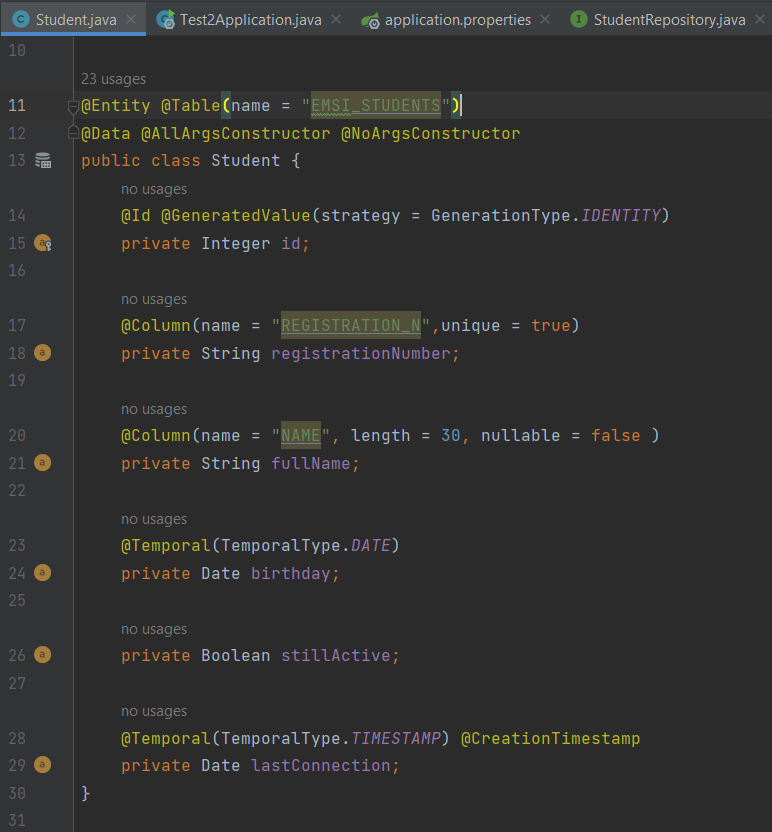 Student.java × Test2Application.java × application.properties × StudentRepository.java ×
10
23 usages
11 @Entity @Table(name = "EMSI_STUDENTS")
12 @Data @AllArgsConstructor @NoArgsConstructor
13 public class Student {
no usages
14 @Id @GeneratedValue(strategy = GenerationType.IDENTITY)
15 private Integer id;
16
no usages
17 @Column(name = "REGISTRATION_N",unique = true)
18 private String registrationNumber;
19
no usages
20 @Column(name = "NAME", length = 30, nullable = false )
21 private String fullName;
22
no usages
23 @Temporal(TemporalType.DATE)
24 private Date birthday;
25
no usages
26 private Boolean stillActive;
27
no usages
28 @Temporal(TemporalType.TIMESTAMP) @CreationTimestamp
29 private Date lastConnection;
30 }
31